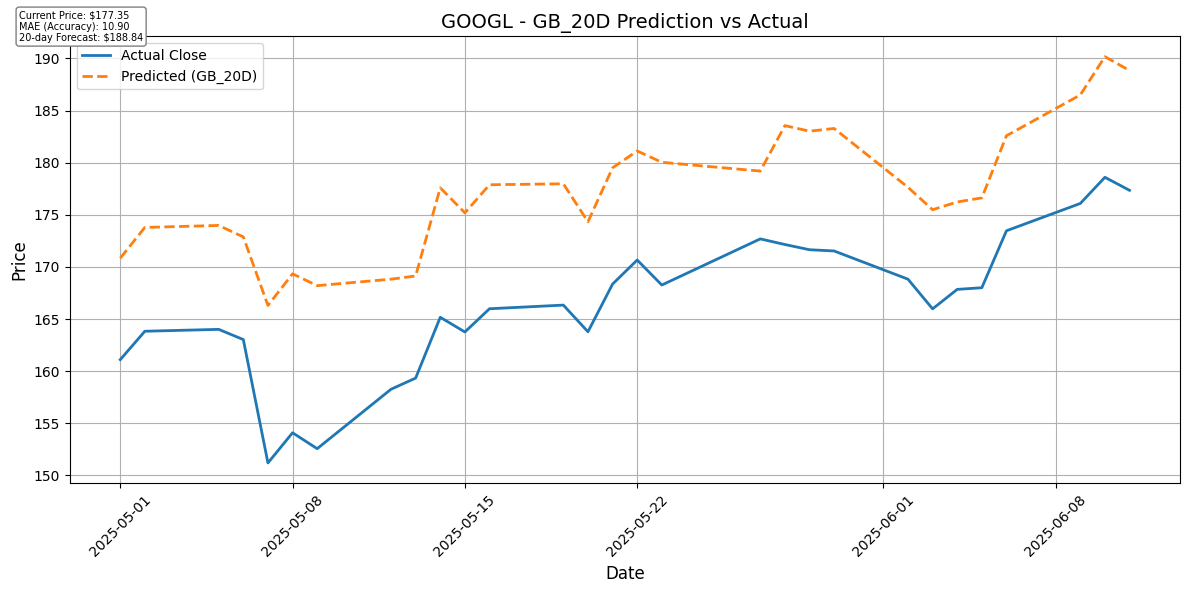 Current Price: $177.35
MAE (Accuracy): 10.90
20-day Forecast: $188.84
GOOGL - GB_20D Prediction vs Actual
Actual Close
Predicted (GB_20D)
Price
190
185
180
175
170
165
160
155
150
2025-05-01
2025-05-08
2025-05-15
2025-05-22
2025-06-01
2025-06-08
Date